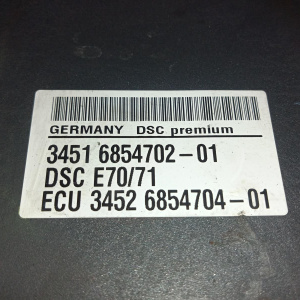 GERMANY DSC premium
3451 6854702-01
DSC E70/71
ECU 3452 6854704-01